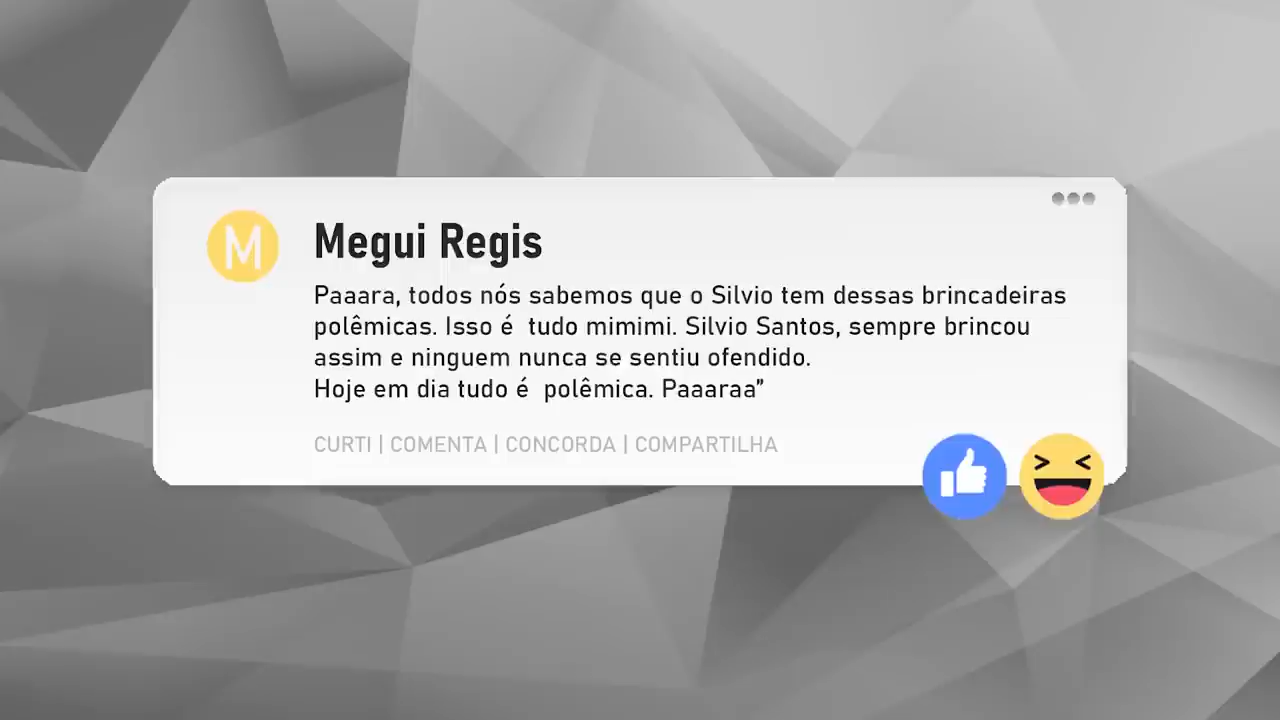 M
Megui Regis
Paaara, todos nós sabemos que o Silvio tem dessas brincadeiras
polêmicas. Isso é  tudo mimimi. Silvio Santos, sempre brincou
assim e ninguem nunca se sentiu ofendido.
Hoje em dia tudo é  polêmica. Paaaraa”
CURTI | COMENTA | CONCORDA | COMPARTILHA